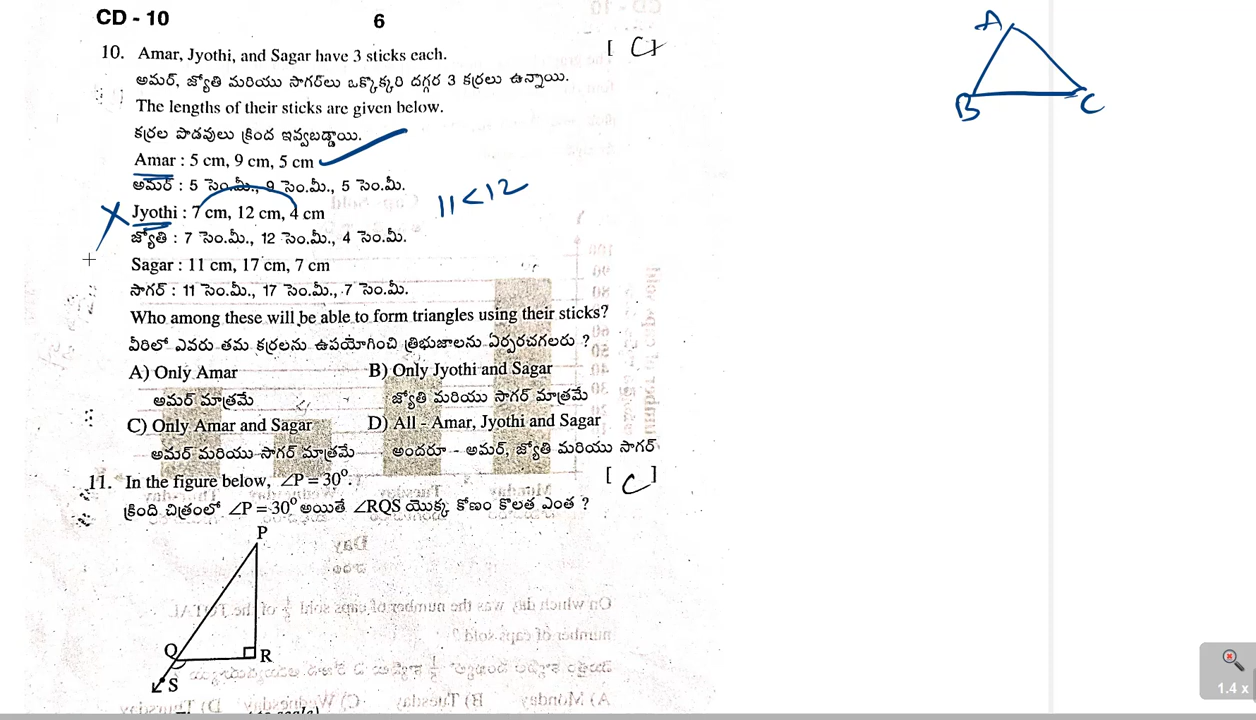 CD - 10
6
10. Amar, Jyothi, and Sagar have 3 sticks each. [ C ]
అమర్, జ్యోతి మరియు సాగర్‌లు ఒక్కొక్కరి దగ్గర 3 కర్రలు ఉన్నాయి.
The lengths of their sticks are given below.
కర్రల పొడవులు క్రింద ఇవ్వబడ్డాయి.
Amar : 5 cm, 9 cm, 5 cm
అమర్ : 5 సెం.మీ., 9 సెం.మీ., 5 సెం.మీ.
Jyothi : 7 cm, 12 cm, 4 cm
11 < 12
జ్యోతి : 7 సెం.మీ., 12 సెం.మీ., 4 సెం.మీ.
Sagar : 11 cm, 17 cm, 7 cm
సాగర్ : 11 సెం.మీ., 17 సెం.మీ., 7 సెం.మీ.
Who among these will be able to form triangles using their sticks?
వీరిలో ఎవరు తమ కర్రలను ఉపయోగించి త్రిభుజాలను ఏర్పరచగలరు ?
A) Only Amar B) Only Jyothi and Sagar
అమర్ మాత్రమే జ్యోతి మరియు సాగర్ మాత్రమే
C) Only Amar and Sagar D) All - Amar, Jyothi and Sagar
అమర్ మరియు సాగర్ మాత్రమే అందరూ - అమర్, జ్యోతి మరియు సాగర్
11. In the figure below, ∠P = 30⁰. [ C ]
క్రింది చిత్రంలో ∠P = 30⁰ అయితే ∠RQS యొక్క కోణం కొలత ఎంత ?
P
Q
R
S
A
B
C
1.4 x